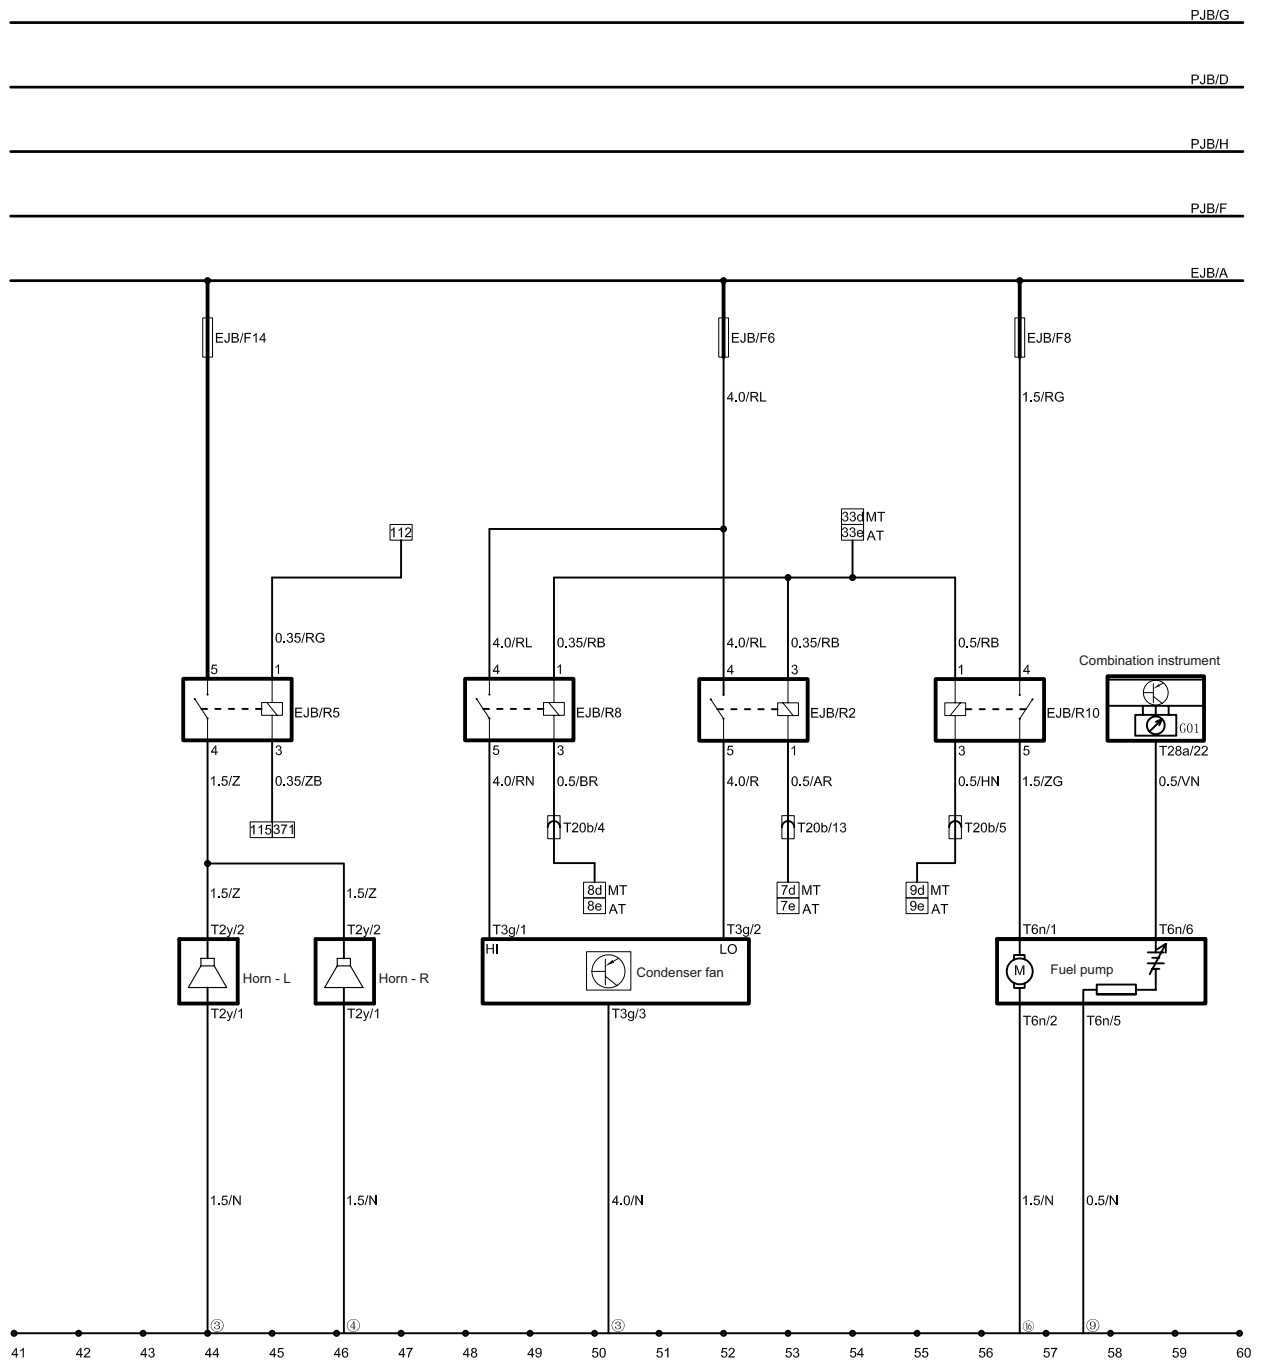 PJB/G
PJB/D
PJB/H
PJB/F
EJB/A
EJB/F14 EJB/F6 EJB/F8
4.0/RL 1.5/RG
33d MT
112 33e AT
0.35/RG 4.0/RL 0.35/RB 4.0/RL 0.35/RB 0.5/RB
Combination instrument
5 1 4 1 4 3 1 4
EJB/R5 EJB/R8 EJB/R2 EJB/R10 G01
4 3 5 3 5 1 3 5 T28a/22
1.5/Z 0.35/ZB 4.0/RN 0.5/BR 4.0/R 0.5/AR 0.5/HN 1.5/ZG 0.5/VN
115 371 T20b/4 T20b/13 T20b/5
1.5/Z 1.5/Z 8d MT 7d MT 9d MT
8e AT 7e AT 9e AT
T2y/2 T2y/2 T3g/1 T3g/2 T6n/1 T6n/6
HI LO
Horn - L Horn - R Condenser fan M Fuel pump
T2y/1 T2y/1 T3g/3 T6n/2 T6n/5
1.5/N 1.5/N 4.0/N 1.5/N 0.5/N
③ ④ ③ ⑯ ⑨
41 42 43 44 45 46 47 48 49 50 51 52 53 54 55 56 57 58 59 60